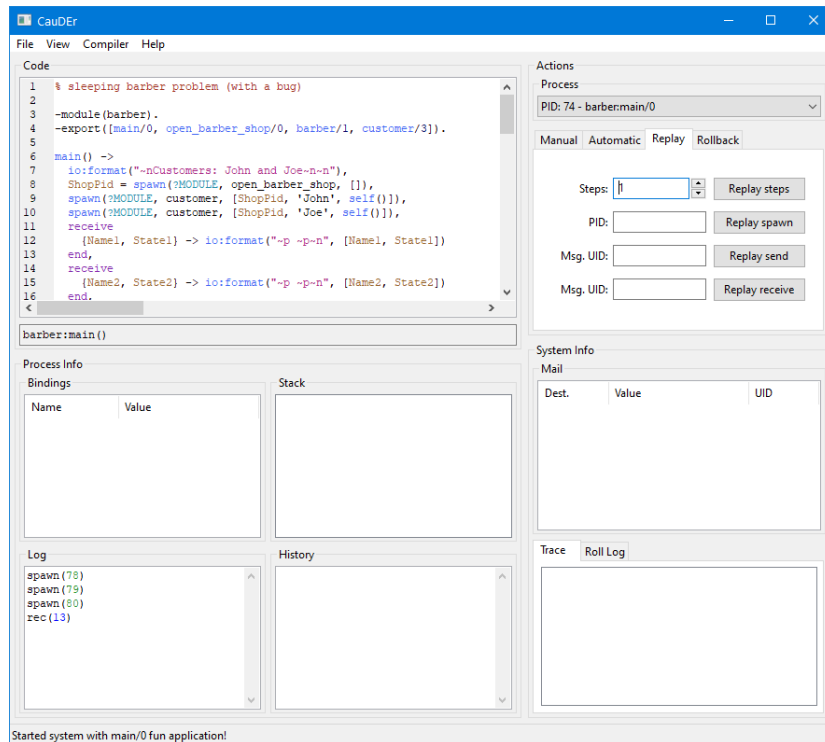 CauDEr
File View Compiler Help
Code
1 % sleeping barber problem (with a bug)
2
3 -module(barber).
4 -export([main/0, open_barber_shop/0, barber/1, customer/3]).
5
6 main() ->
7 io:format("~nCustomers: John and Joe~n~n"),
8 ShopPid = spawn(?MODULE, open_barber_shop, []),
9 spawn(?MODULE, customer, [ShopPid, 'John', self()]),
10 spawn(?MODULE, customer, [ShopPid, 'Joe', self()]),
11 receive
12 {Name1, State1} -> io:format("~p ~p~n", [Name1, State1])
13 end,
14 receive
15 {Name2, State2} -> io:format("~p ~p~n", [Name2, State2])
16 end.
barber:main()
Process Info
Bindings
Name Value
Stack
Log
spawn(78)
spawn(79)
spawn(80)
rec(13)
History
Actions
Process
PID: 74 - barber:main/0
Manual Automatic Replay Rollback
Steps: 1 Replay steps
PID: Replay spawn
Msg. UID: Replay send
Msg. UID: Replay receive
System Info
Mail
Dest. Value UID
Trace Roll Log
Started system with main/0 fun application!